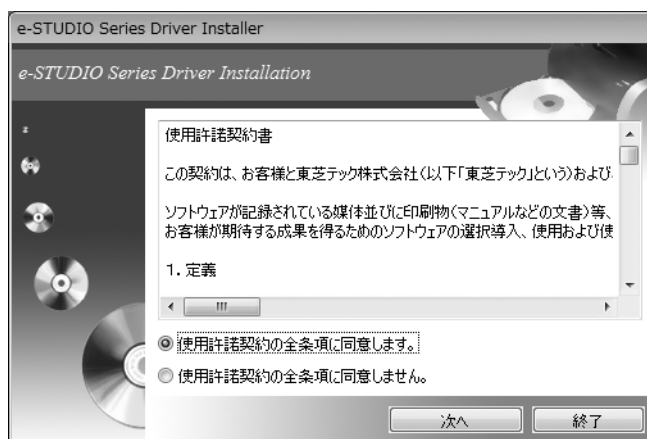 e-STUDIO Series Driver Installer
e-STUDIO Series Driver Installation
使用許諾契約書
この契約は、お客様と東芝テック株式会社(以下「東芝テック」という)および
ソフトウェアが記録されている媒体並びに印刷物(マニュアルなどの文書)等、
お客様が期待する成果を得るためのソフトウェアの選択導入、使用および使
1. 定義
使用許諾契約の全条項に同意します。
使用許諾契約の全条項に同意しません。
次へ
終了